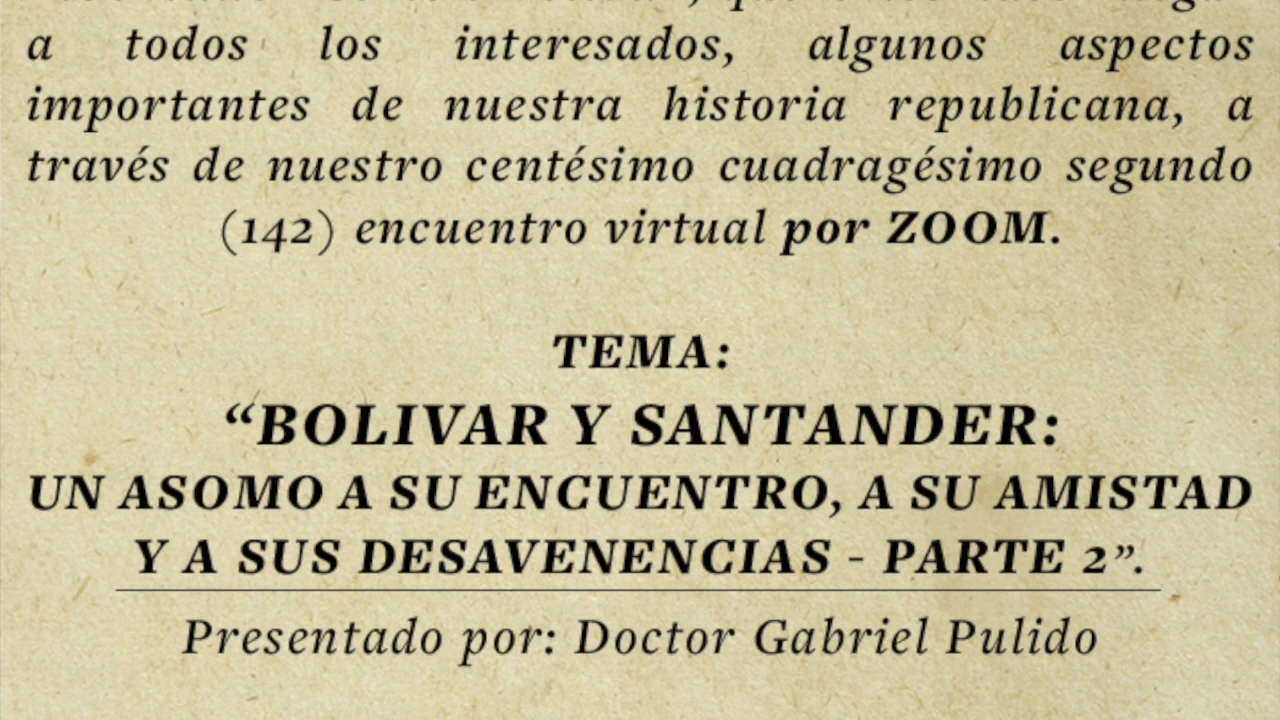 a todos los interesados, algunos aspectos
importantes de nuestra historia republicana, a
través de nuestro centésimo cuadragésimo segundo
(142) encuentro virtual por ZOOM.
TEMA:
“BOLIVAR Y SANTANDER:
UN ASOMO A SU ENCUENTRO, A SU AMISTAD
Y A SUS DESAVENENCIAS - PARTE 2”.
Presentado por: Doctor Gabriel Pulido